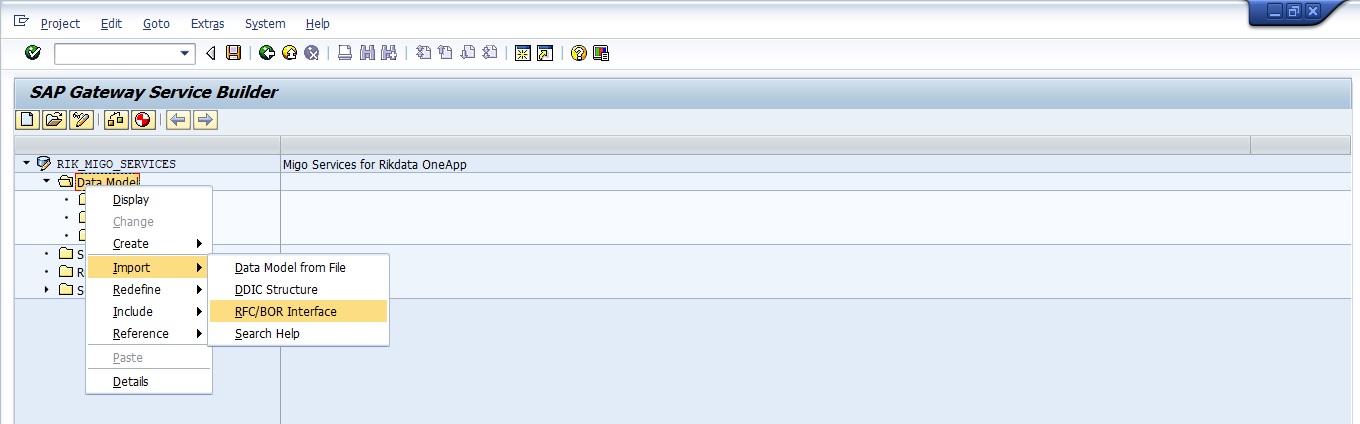 Project Edit Goto Extras System Help
SAP Gateway Service Builder
RIK_MIGO_SERVICES Migo Services for Rikdata OneApp
Data Model
Display
Change
Create
S
Import Data Model from File
R
Redefine DDIC Structure
S
Include RFC/BOR Interface
Reference Search Help
Paste
Details